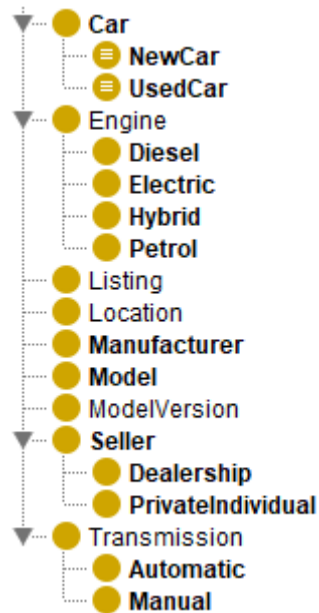 Car
NewCar
UsedCar
Engine
Diesel
Electric
Hybrid
Petrol
Listing
Location
Manufacturer
Model
ModelVersion
Seller
Dealership
PrivateIndividual
Transmission
Automatic
Manual